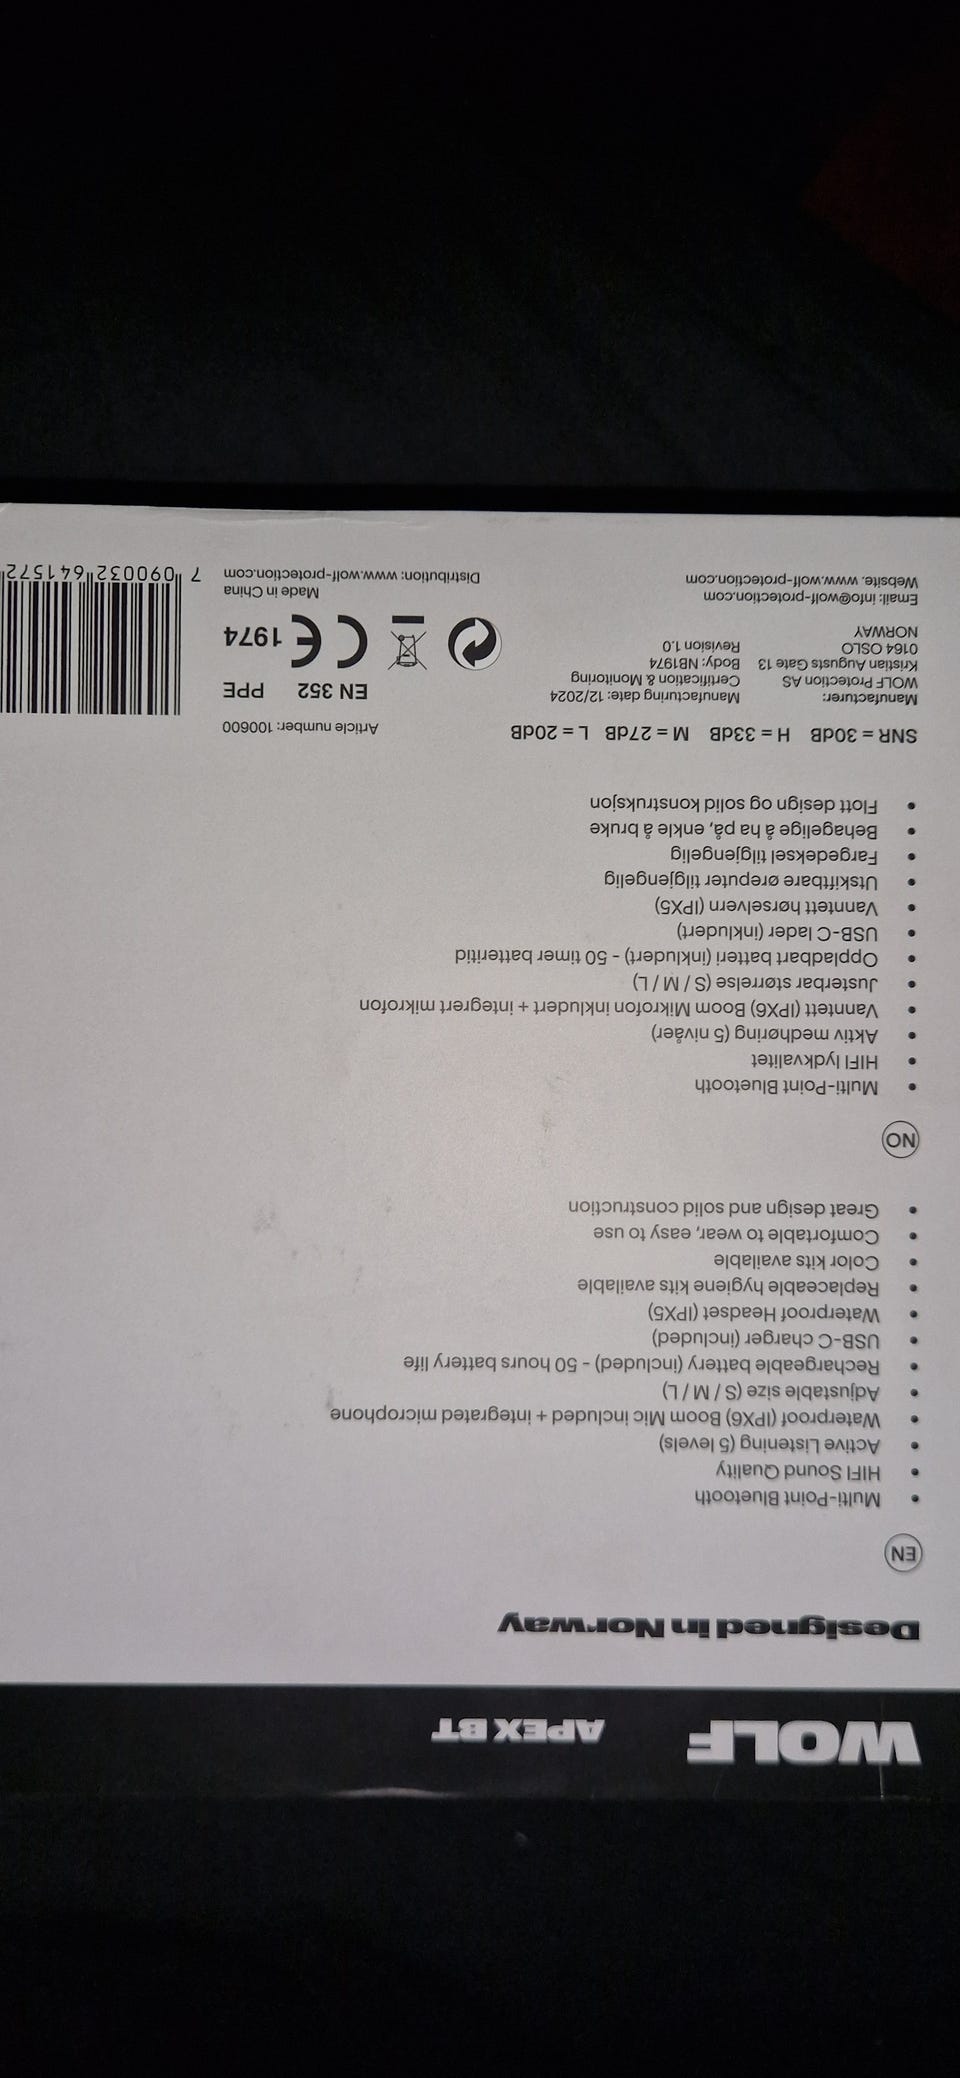 WOLF APEX BT
Designed in Norway
EN
• Multi-Point Bluetooth
• HIFI Sound Quality
• Active Listening (5 levels)
• Waterproof (IPX6) Boom Mic included + integrated microphone
• Adjustable size (S / M / L)
• Rechargeable battery (included) - 50 hours battery life
• USB-C charger (included)
• Waterproof Headset (IPX5)
• Replaceable hygiene kits available
• Color kits available
• Comfortable to wear, easy to use
• Great design and solid construction
NO
• Multi-Point Bluetooth
• HIFI lydkvalitet
• Aktiv medhøring (5 nivåer)
• Vanntett (IPX6) Boom Mikrofon inkludert + integrert mikrofon
• Justerbar størrelse (S / M / L)
• Oppladbart batteri (inkludert) - 50 timer batteritid
• USB-C lader (inkludert)
• Vanntett hørselvern (IPX5)
• Utskiftbare øreputer tilgjengelig
• Fargedeksel tilgjengelig
• Behagelige å ha på, enkle å bruke
• Flott design og solid konstruksjon
SNR = 30dB H = 33dB M = 27dB L = 20dB
Manufacturer:
WOLF Protection AS
Kristian Augusts Gate 13
0164 OSLO
NORWAY
Email: info@wolf-protection.com
Website. www.wolf-protection.com
Manufacturing date: 12/2024
Certification & Monitoring
Body: NB1974
Revision 1.0
Article number: 100600
EN 352 PPE
CE 1974
Made in China
Distribution: www.wolf-protection.com
7 090032 641572